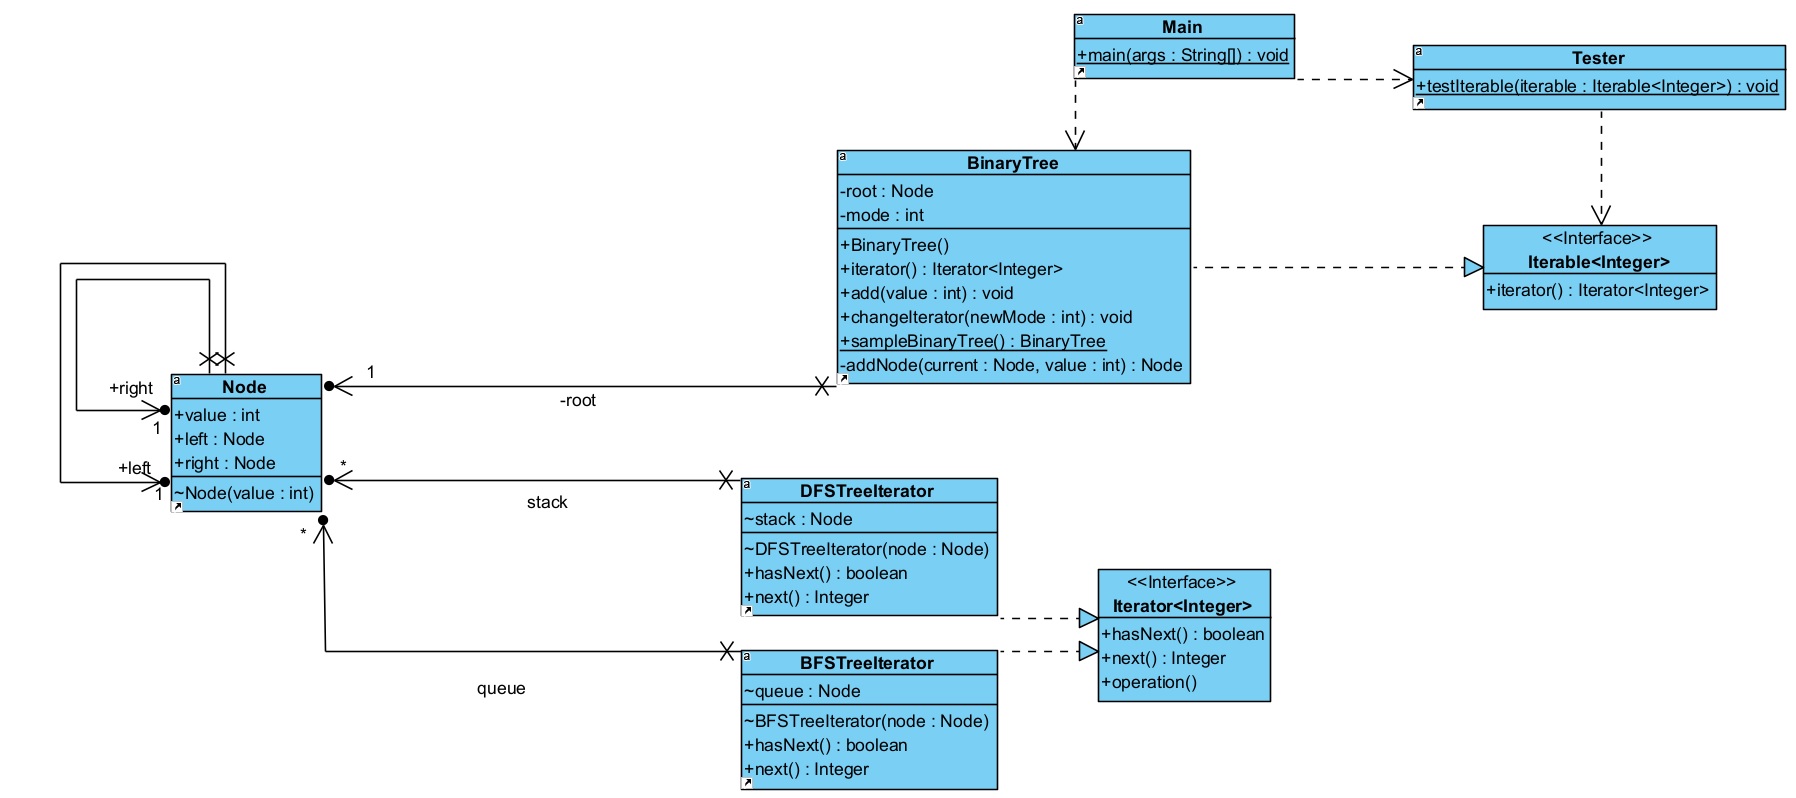 a
Main
+main(args : String[]) : void
a
Tester
+testIterable(iterable : Iterable<Integer>) : void
a
BinaryTree
-root : Node
-mode : int
+BinaryTree()
+iterator() : Iterator<Integer>
+add(value : int) : void
+changeIterator(newMode : int) : void
+sampleBinaryTree() : BinaryTree
-addNode(current : Node, value : int) : Node
<<Interface>>
Iterable<Integer>
+iterator() : Iterator<Integer>
+right
1
+left
1
a
Node
+value : int
+left : Node
+right : Node
~Node(value : int)
1
-root
*
stack
*
queue
a
DFSTreeIterator
~stack : Node
~DFSTreeIterator(node : Node)
+hasNext() : boolean
+next() : Integer
<<Interface>>
Iterator<Integer>
+hasNext() : boolean
+next() : Integer
+operation()
a
BFSTreeIterator
~queue : Node
~BFSTreeIterator(node : Node)
+hasNext() : boolean
+next() : Integer